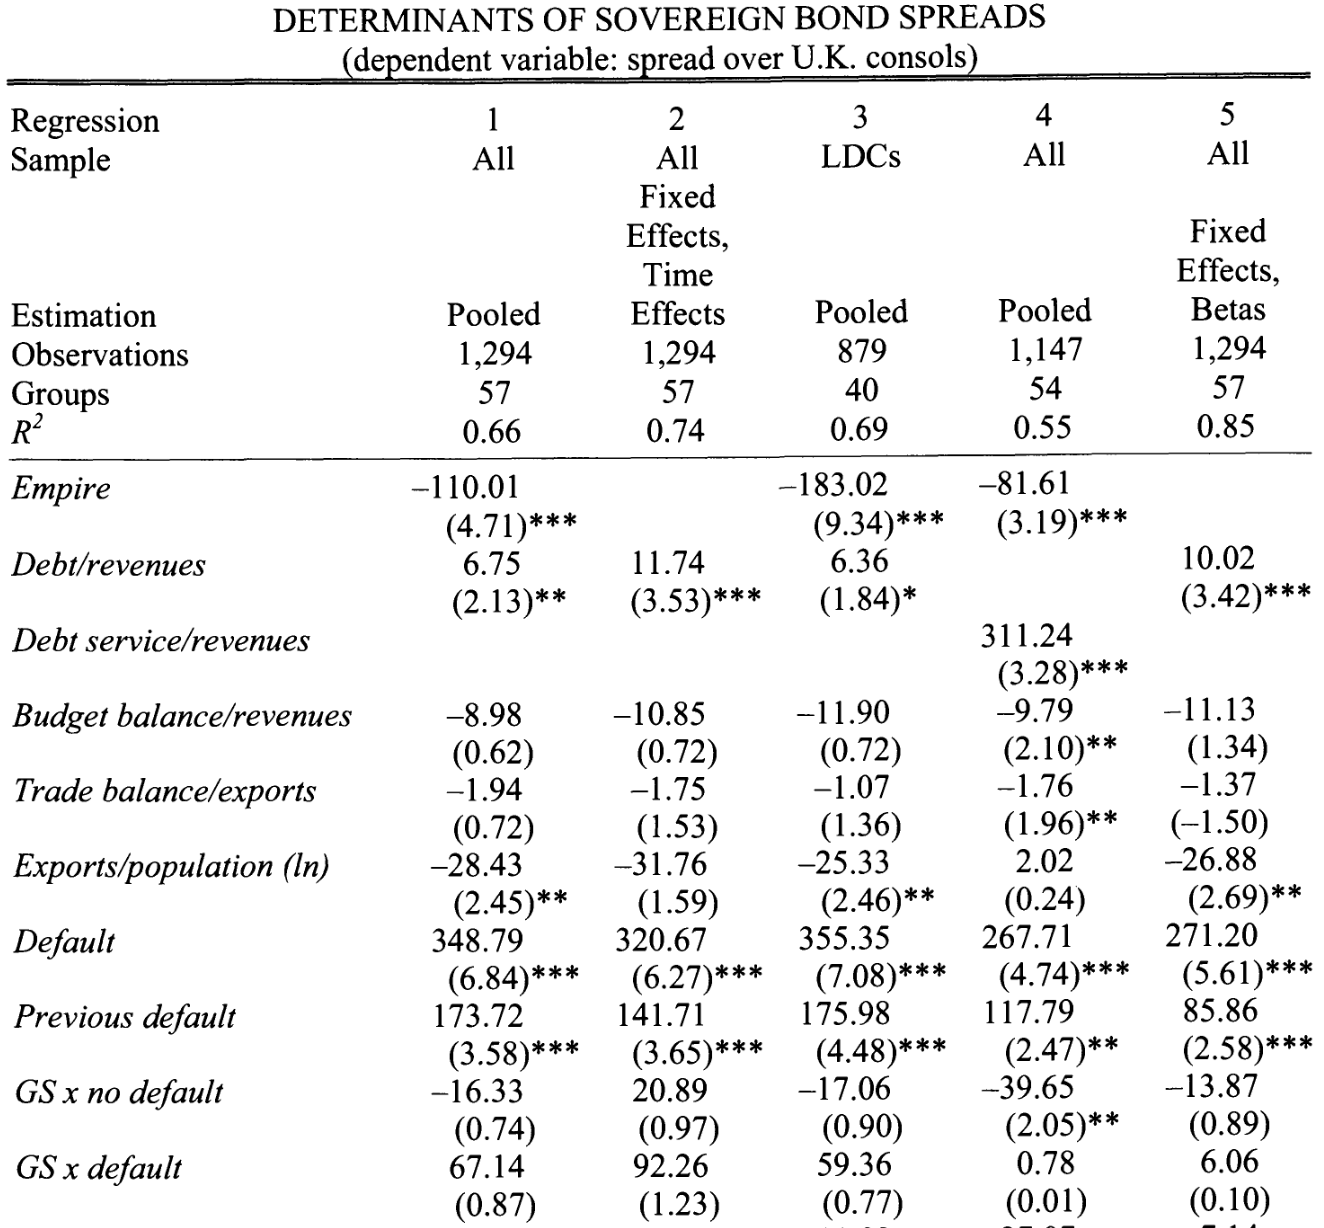 DETERMINANTS OF SOVEREIGN BOND SPREADS
(dependent variable: spread over U.K. consols)
Regression 1 2 3 4 5
Sample All All LDCs All All
Fixed
Effects, Fixed
Time Effects,
Estimation Pooled Effects Pooled Pooled Betas
Observations 1,294 1,294 879 1,147 1,294
Groups 57 57 40 54 57
R² 0.66 0.74 0.69 0.55 0.85
Empire –110.01 –183.02 –81.61
(4.71)*** (9.34)*** (3.19)***
Debt/revenues 6.75 11.74 6.36 10.02
(2.13)** (3.53)*** (1.84)* (3.42)***
Debt service/revenues 311.24
(3.28)***
Budget balance/revenues –8.98 –10.85 –11.90 –9.79 –11.13
(0.62) (0.72) (0.72) (2.10)** (1.34)
Trade balance/exports –1.94 –1.75 –1.07 –1.76 –1.37
(0.72) (1.53) (1.36) (1.96)** (–1.50)
Exports/population (ln) –28.43 –31.76 –25.33 2.02 –26.88
(2.45)** (1.59) (2.46)** (0.24) (2.69)**
Default 348.79 320.67 355.35 267.71 271.20
(6.84)*** (6.27)*** (7.08)*** (4.74)*** (5.61)***
Previous default 173.72 141.71 175.98 117.79 85.86
(3.58)*** (3.65)*** (4.48)*** (2.47)** (2.58)***
GS x no default –16.33 20.89 –17.06 –39.65 –13.87
(0.74) (0.97) (0.90) (2.05)** (0.89)
GS x default 67.14 92.26 59.36 0.78 6.06
(0.87) (1.23) (0.77) (0.01) (0.10)